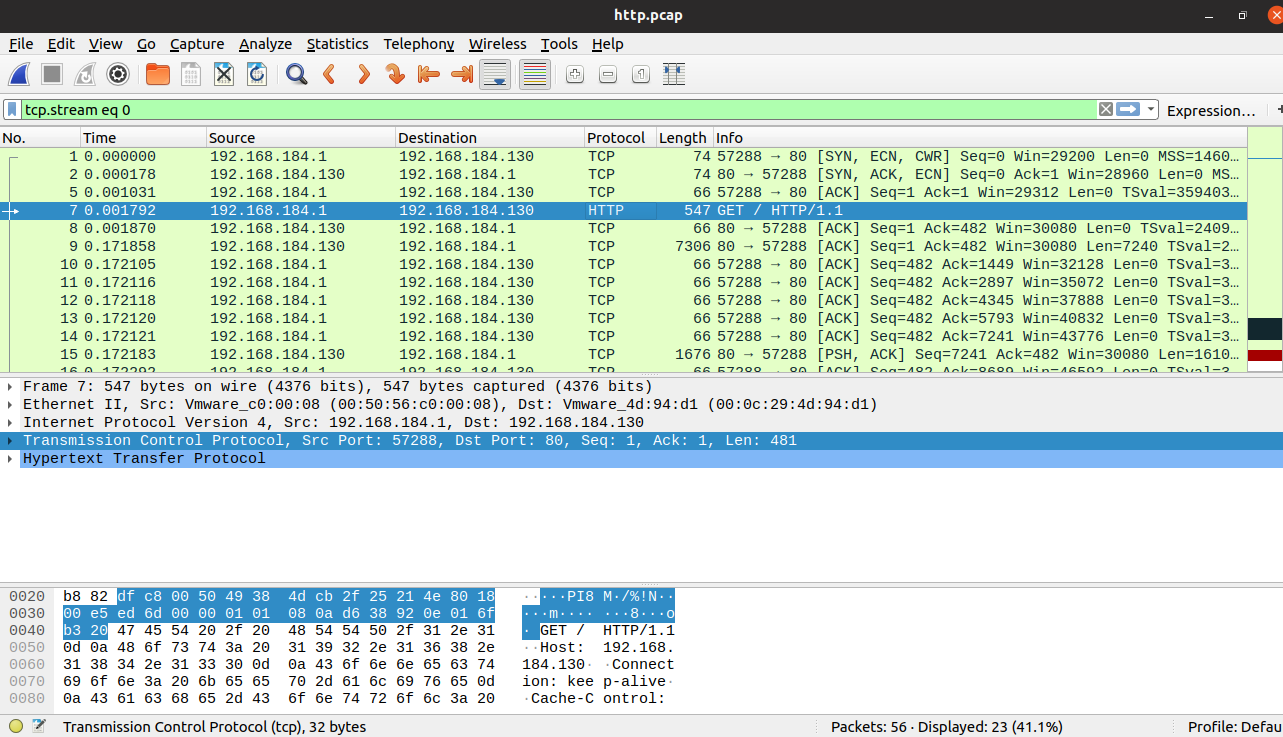 http.pcap
File Edit View Go Capture Analyze Statistics Telephony Wireless Tools Help
tcp.stream eq 0 Expression… +
No. Time Source Destination Protocol Length Info
1 0.000000 192.168.184.1 192.168.184.130 TCP 74 57288 → 80 [SYN, ECN, CWR] Seq=0 Win=29200 Len=0 MSS=1460…
2 0.000178 192.168.184.130 192.168.184.1 TCP 74 80 → 57288 [SYN, ACK, ECN] Seq=0 Ack=1 Win=28960 Len=0 MS…
5 0.001031 192.168.184.1 192.168.184.130 TCP 66 57288 → 80 [ACK] Seq=1 Ack=1 Win=29312 Len=0 TSval=359403…
7 0.001792 192.168.184.1 192.168.184.130 HTTP 547 GET / HTTP/1.1
8 0.001870 192.168.184.130 192.168.184.1 TCP 66 80 → 57288 [ACK] Seq=1 Ack=482 Win=30080 Len=0 TSval=2409…
9 0.171858 192.168.184.130 192.168.184.1 TCP 7306 80 → 57288 [ACK] Seq=1 Ack=482 Win=30080 Len=7240 TSval=2…
10 0.172105 192.168.184.1 192.168.184.130 TCP 66 57288 → 80 [ACK] Seq=482 Ack=1449 Win=32128 Len=0 TSval=3…
11 0.172116 192.168.184.1 192.168.184.130 TCP 66 57288 → 80 [ACK] Seq=482 Ack=2897 Win=35072 Len=0 TSval=3…
12 0.172118 192.168.184.1 192.168.184.130 TCP 66 57288 → 80 [ACK] Seq=482 Ack=4345 Win=37888 Len=0 TSval=3…
13 0.172120 192.168.184.1 192.168.184.130 TCP 66 57288 → 80 [ACK] Seq=482 Ack=5793 Win=40832 Len=0 TSval=3…
14 0.172121 192.168.184.1 192.168.184.130 TCP 66 57288 → 80 [ACK] Seq=482 Ack=7241 Win=43776 Len=0 TSval=3…
15 0.172183 192.168.184.130 192.168.184.1 TCP 1676 80 → 57288 [PSH, ACK] Seq=7241 Ack=482 Win=30080 Len=1610…
16 0.172292 192.168.184.1 192.168.184.130 TCP 66 57288 → 80 [ACK] Seq=482 Ack=8689 Win=46592 Len=0 TSval=3…
Frame 7: 547 bytes on wire (4376 bits), 547 bytes captured (4376 bits)
Ethernet II, Src: Vmware_c0:00:08 (00:50:56:c0:00:08), Dst: Vmware_4d:94:d1 (00:0c:29:4d:94:d1)
Internet Protocol Version 4, Src: 192.168.184.1, Dst: 192.168.184.130
Transmission Control Protocol, Src Port: 57288, Dst Port: 80, Seq: 1, Ack: 1, Len: 481
Hypertext Transfer Protocol
0020 b8 82 df c8 00 50 49 38 4d cb 2f 25 21 4e 80 18 ·····PI8 M·/%!N··
0030 00 e5 ed 6d 00 00 01 01 08 0a d6 38 92 0e 01 6f ···m···· ···8···o
0040 b3 20 47 45 54 20 2f 20 48 54 54 50 2f 31 2e 31 · GET / HTTP/1.1
0050 0d 0a 48 6f 73 74 3a 20 31 39 32 2e 31 36 38 2e ··Host: 192.168.
0060 31 38 34 2e 31 33 30 0d 0a 43 6f 6e 6e 65 63 74 184.130· ·Connect
0070 69 6f 6e 3a 20 6b 65 65 70 2d 61 6c 69 76 65 0d ion: kee p-alive·
0080 0a 43 61 63 68 65 2d 43 6f 6e 74 72 6f 6c 3a 20 ·Cache-C ontrol:
Transmission Control Protocol (tcp), 32 bytes Packets: 56 · Displayed: 23 (41.1%) Profile: Defau